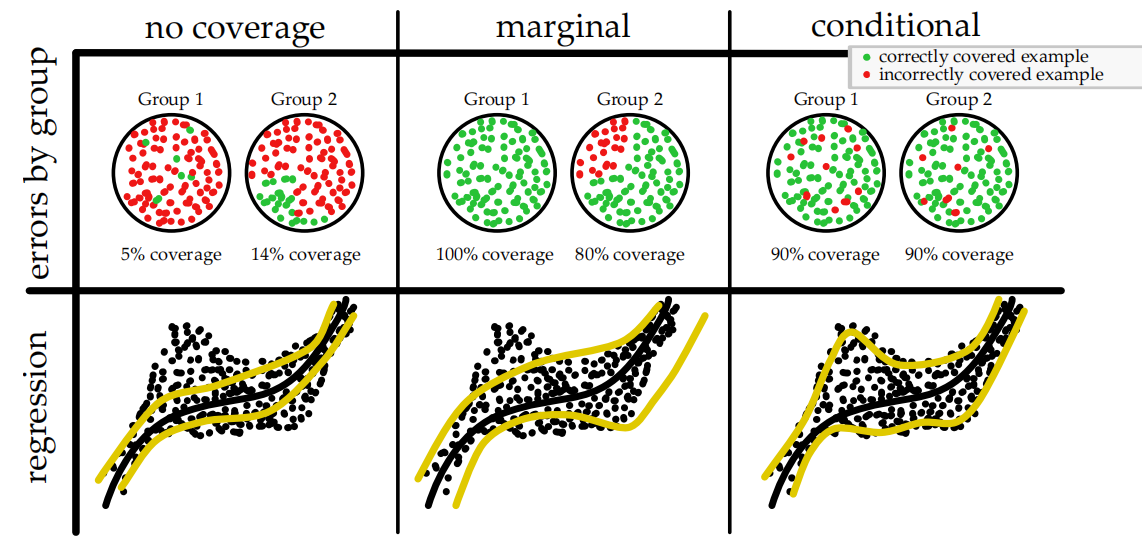 no coverage
marginal
conditional
correctly covered example
incorrectly covered example
errors by group
Group 1
Group 2
Group 1
Group 2
Group 1
Group 2
5% coverage
14% coverage
100% coverage
80% coverage
90% coverage
90% coverage
regression